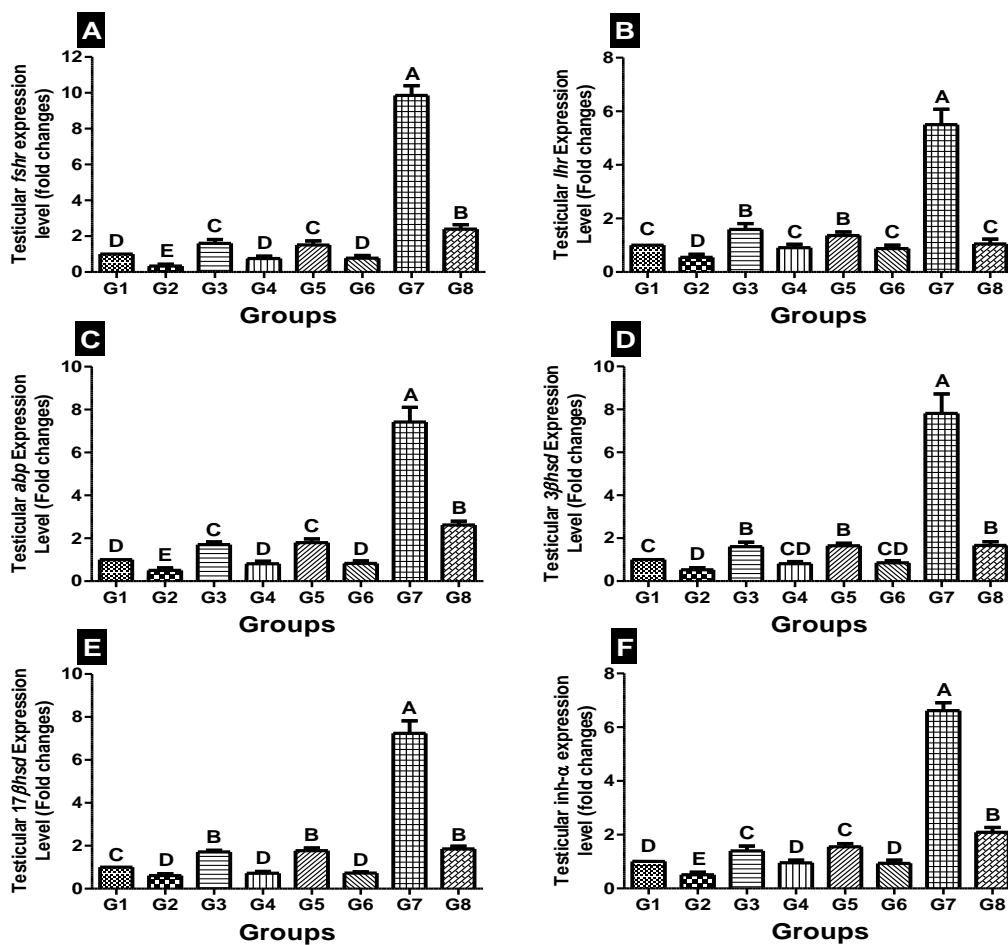 A
Testicular fshr expression
level (fold changes)
12
10
8
6
4
2
0
D
E
C
D
C
D
A
B
G1 G2 G3 G4 G5 G6 G7 G8
Groups
B
Testicular lhr Expression
Level (Fold changes)
8
6
4
2
0
C
D
B
C
B
C
A
C
G1 G2 G3 G4 G5 G6 G7 G8
Groups
C
Testicular abp Expression
Level (Fold changes)
10
8
6
4
2
0
D
E
C
D
C
D
A
B
G1 G2 G3 G4 G5 G6 G7 G8
Groups
D
Testicular 3βhsd Expression
Level (Fold changes)
10
8
6
4
2
0
C
D
B
CD
B
CD
A
B
G1 G2 G3 G4 G5 G6 G7 G8
Groups
E
Testicular 17βhsd Expression
Level (Fold changes)
10
8
6
4
2
0
C
D
B
D
B
D
A
B
G1 G2 G3 G4 G5 G6 G7 G8
Groups
F
Testicular inh-α expression
level (fold changes)
8
6
4
2
0
D
E
C
D
C
D
A
B
G1 G2 G3 G4 G5 G6 G7 G8
Groups